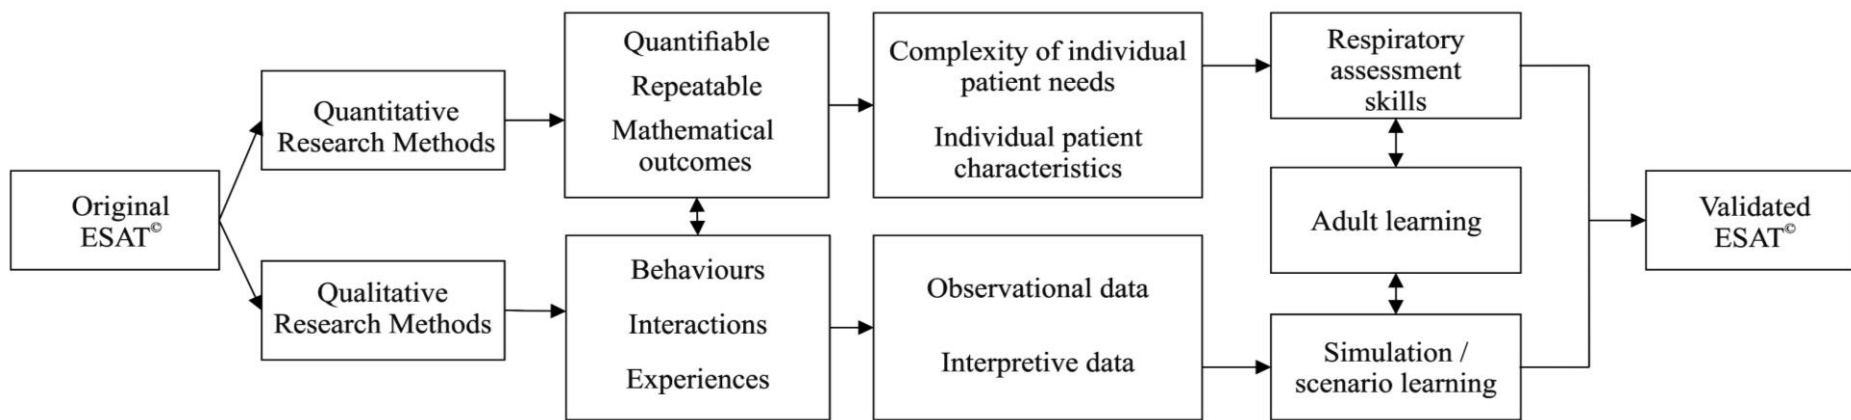 Original
ESAT©
Quantitative
Research Methods
Qualitative
Research Methods
Quantifiable
Repeatable
Mathematical
outcomes
Behaviours
Interactions
Experiences
Complexity of individual
patient needs
Individual patient
characteristics
Observational data
Interpretive data
Respiratory
assessment
skills
Adult learning
Simulation /
scenario learning
Validated
ESAT©